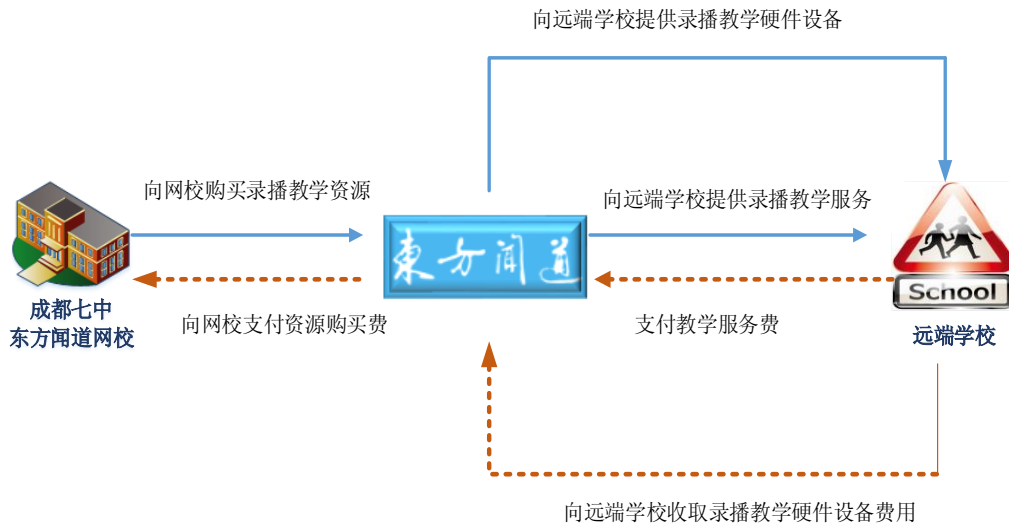 向远端学校提供录播教学硬件设备
向网校购买录播教学资源
向远端学校提供录播教学服务
東方闻道
School
成都七中
东方闻道网校
向网校支付资源购买费
支付教学服务费
远端学校
向远端学校收取录播教学硬件设备费用